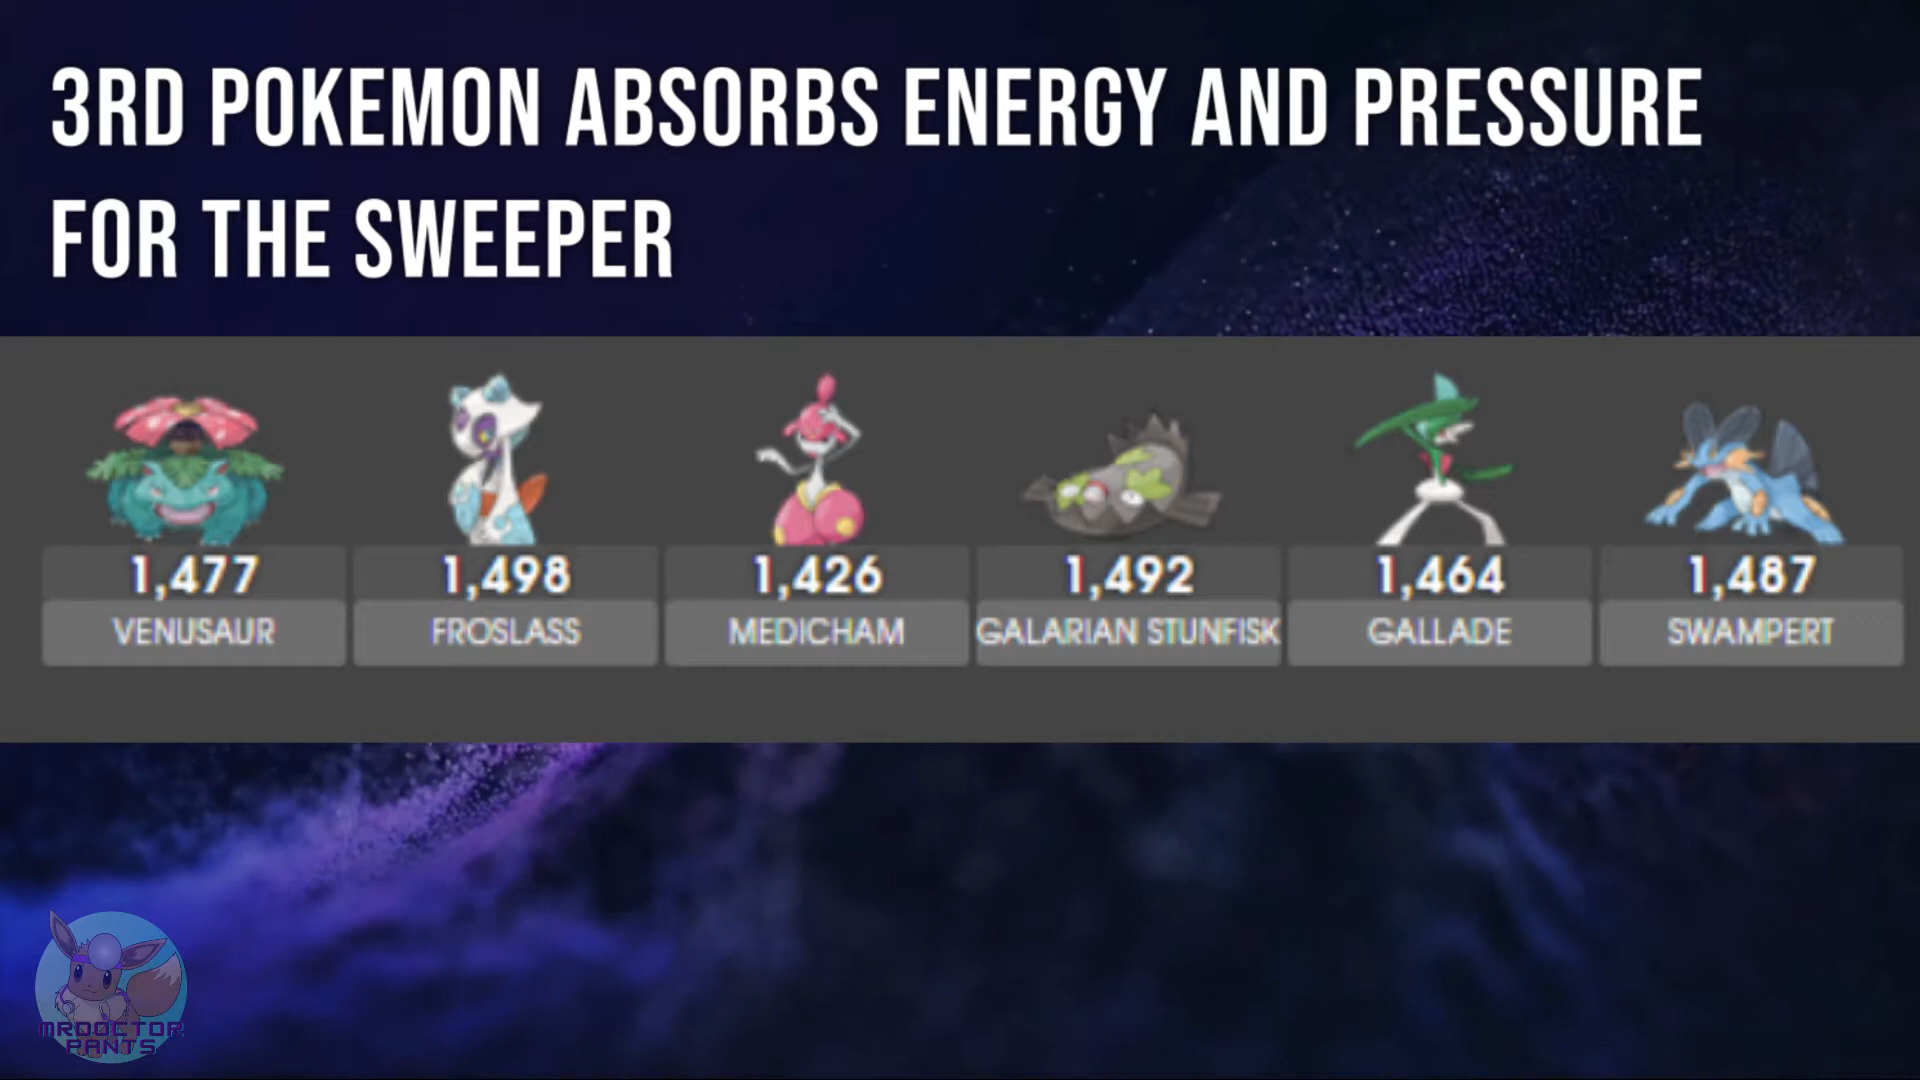 3RD POKEMON ABSORBS ENERGY AND PRESSURE
FOR THE SWEEPER
1,477
1,498
1,426
1,492
1,464
1,487
VENUSAUR
FROSLASS
MEDICHAM
GALARIAN STUNFISK
GALLADE
SWAMPERT
MRDOCTOR
PANTS